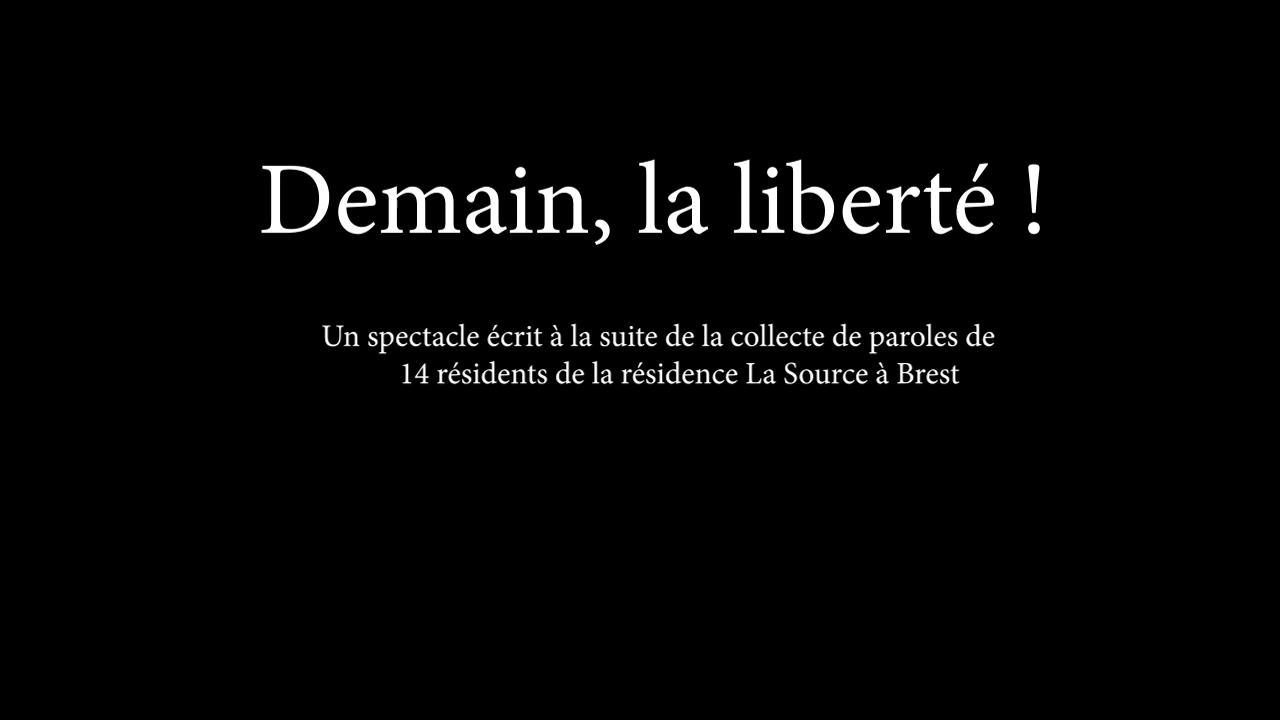 Demain, la liberté !
Un spectacle écrit à la suite de la collecte de paroles de
14 résidents de la résidence La Source à Brest